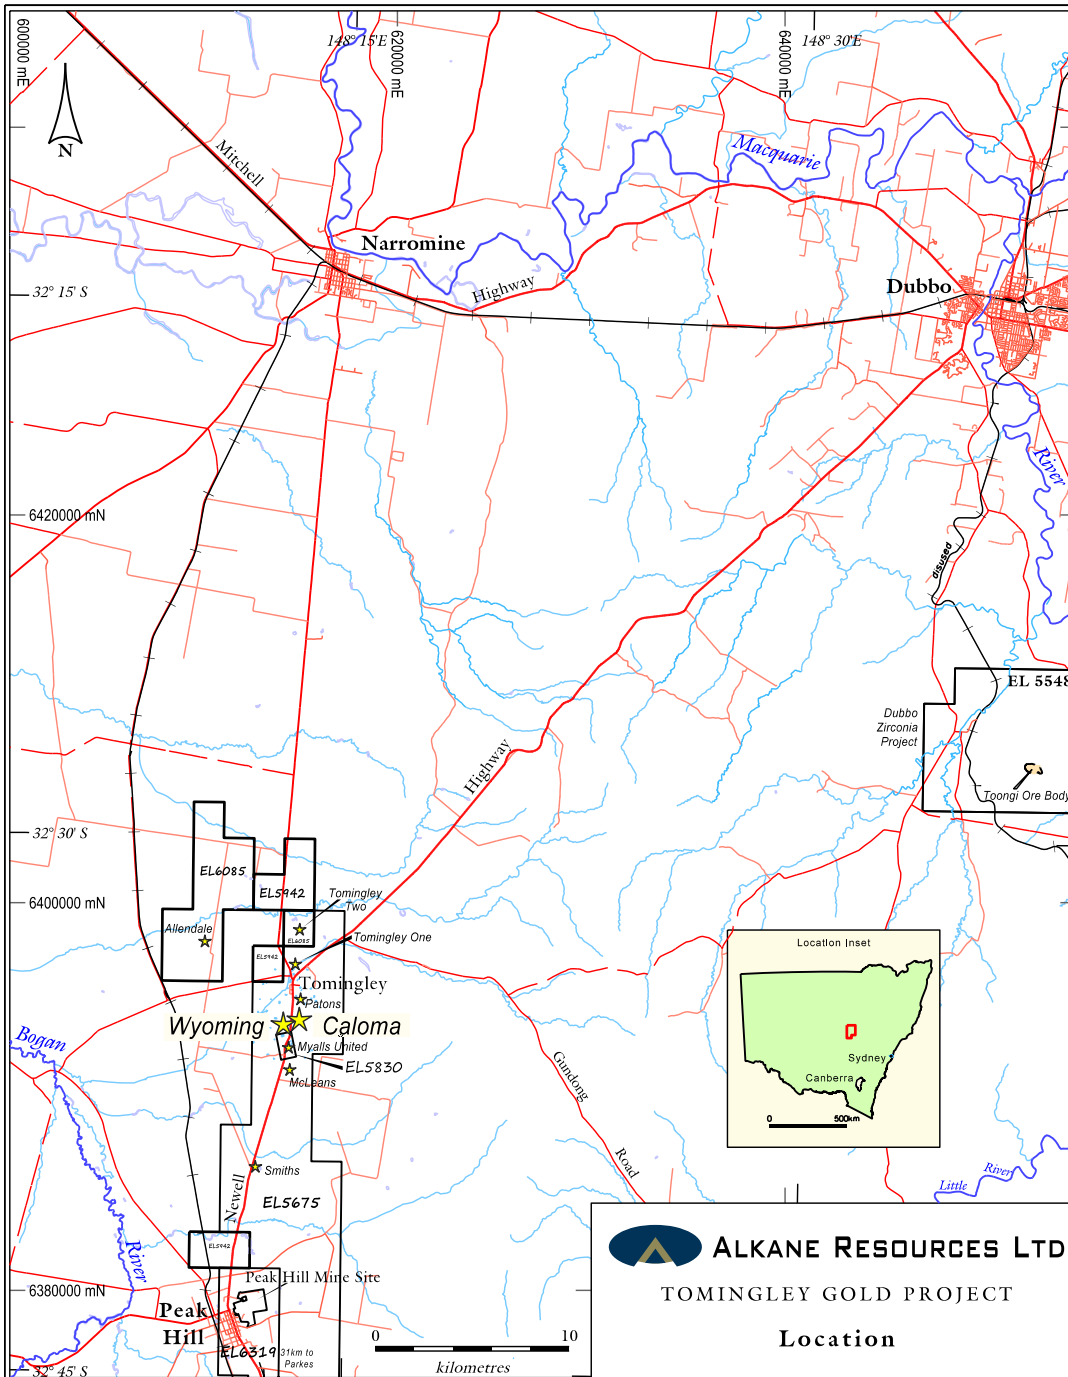 600000 mE
148° 15'E
620000 mE
640000 mE
148° 30'E
N
Mitchell
Macquarie
Narromine
Highway
Dubbo
32° 15' S
River
6420000 mN
disused
EL 5548
Dubbo
Zirconia
Project
Highway
Toongi Ore Body
32° 30' S
EL6085
EL5942
Tomingley
Two
6400000 mN
Allendale
EL6085
Tomingley One
EL5942
Location Inset
Tomingley
Patons
Wyoming
Caloma
Bogan
Myalls United
EL5830
Sydney
Canberra
McLeans
Gundong
0
500km
Road
Smiths
River
Little
Newell
EL5675
EL5942
River
Peak Hill Mine Site
6380000 mN
Peak
Hill
EL6319
31km to
Parkes
32° 45' S
0
10
kilometres
ALKANE RESOURCES LTD
TOMINGLEY GOLD PROJECT
Location